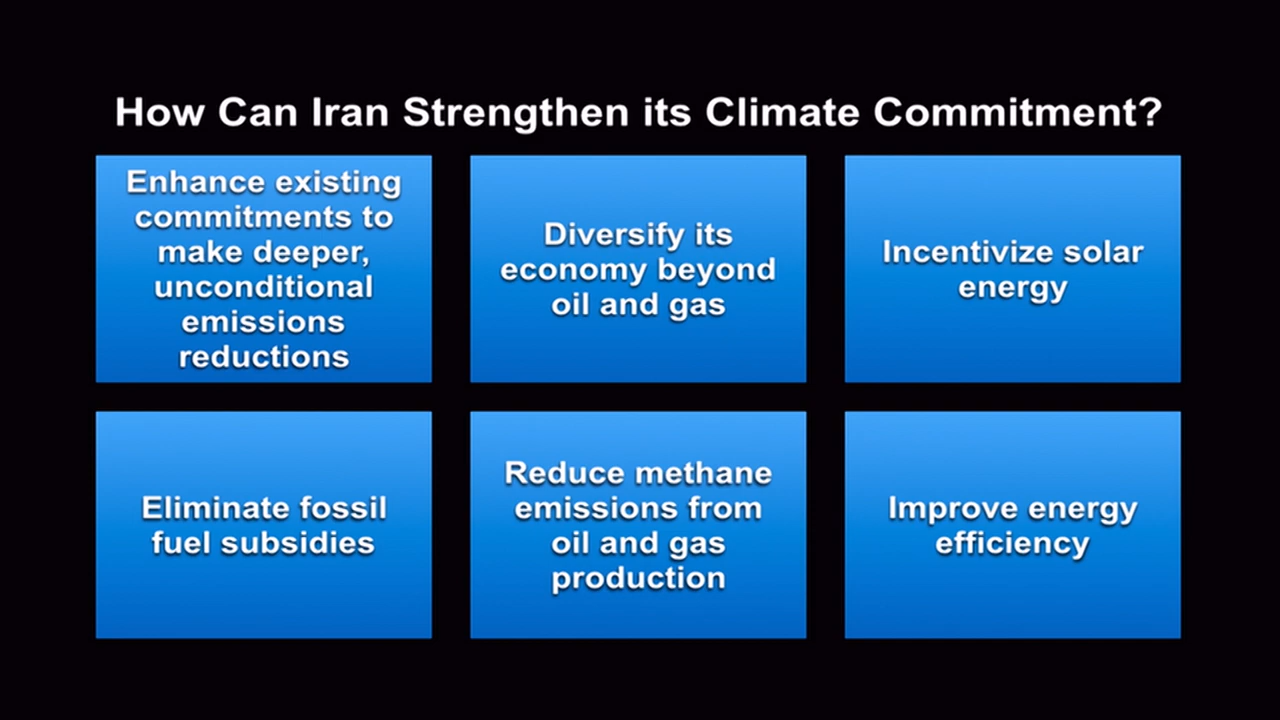 How Can Iran Strengthen its Climate Commitment?
Enhance existing
commitments to
make deeper,
unconditional
emissions
reductions
Diversify its
economy beyond
oil and gas
Incentivize solar
energy
Eliminate fossil
fuel subsidies
Reduce methane
emissions from
oil and gas
production
Improve energy
efficiency